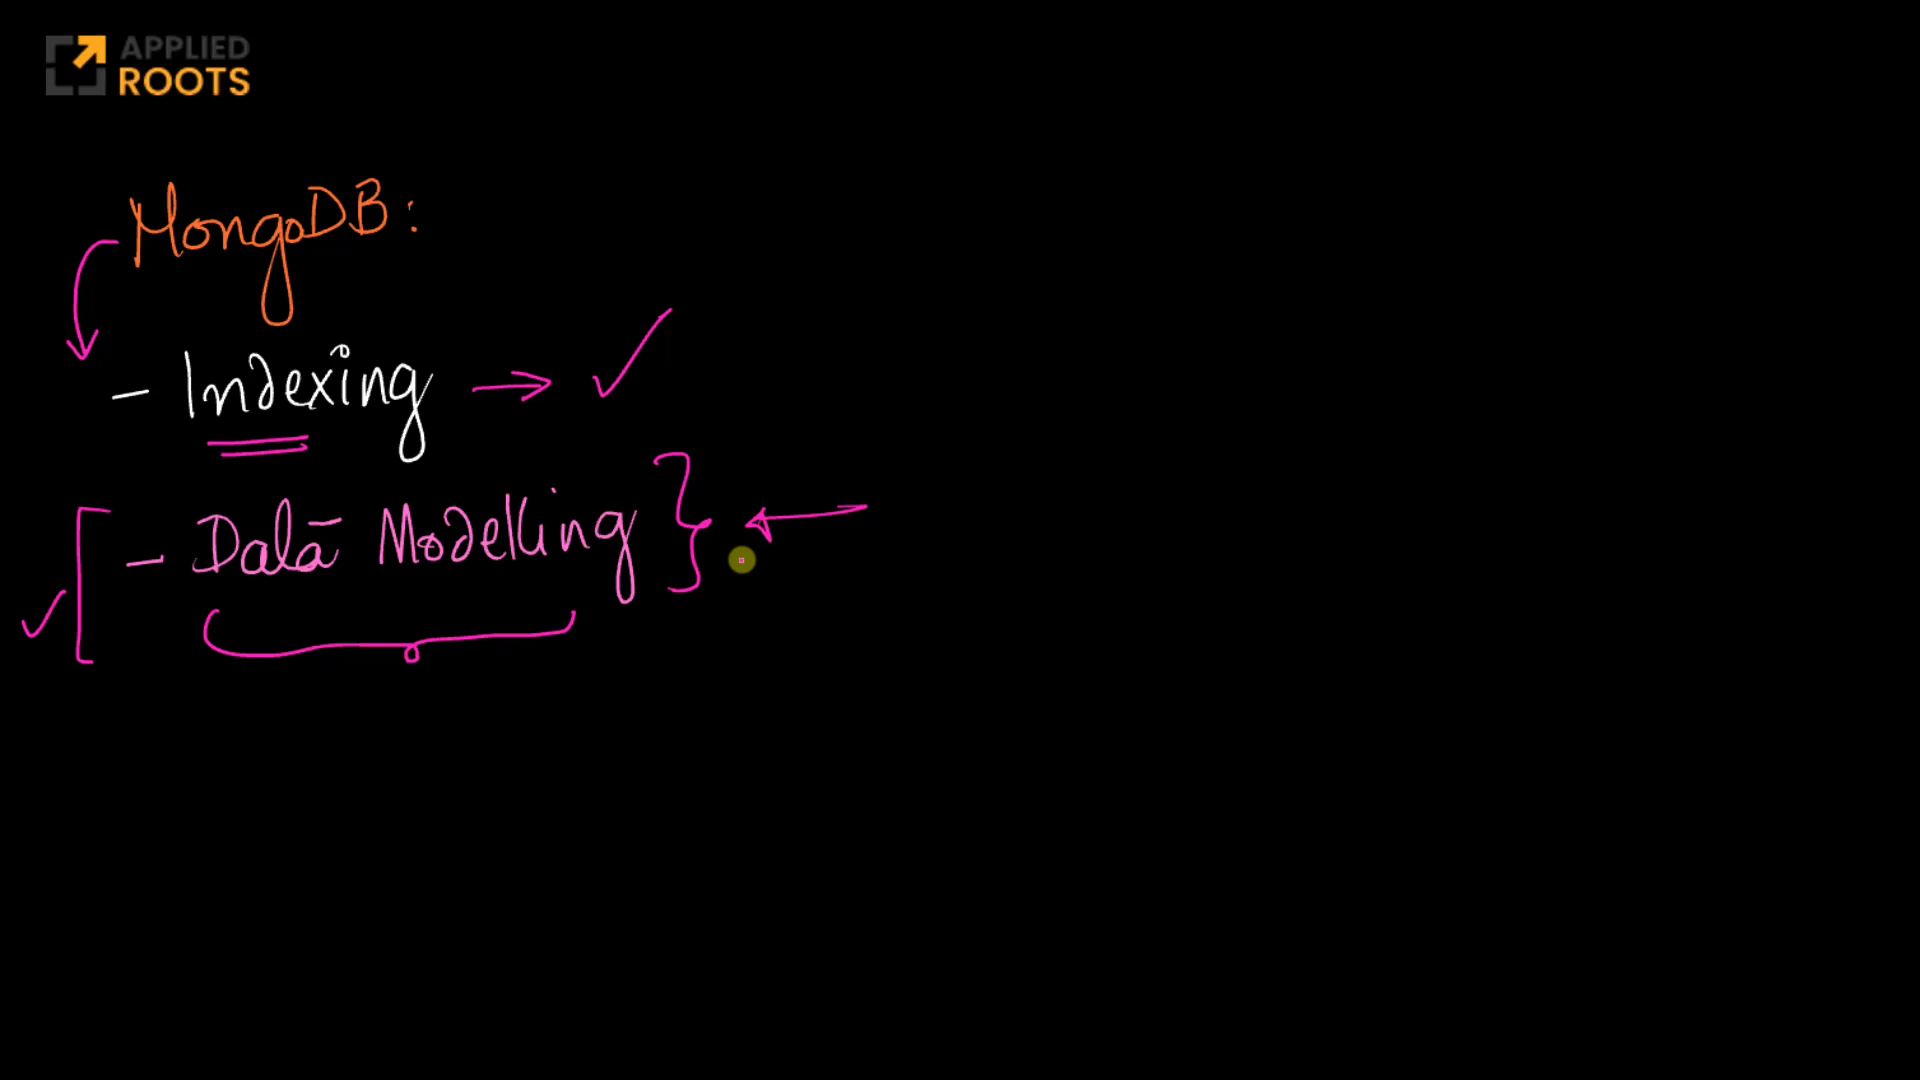 APPLIED
ROOTS
MongoDB:
- Indexing → ✓
- Data Modelling